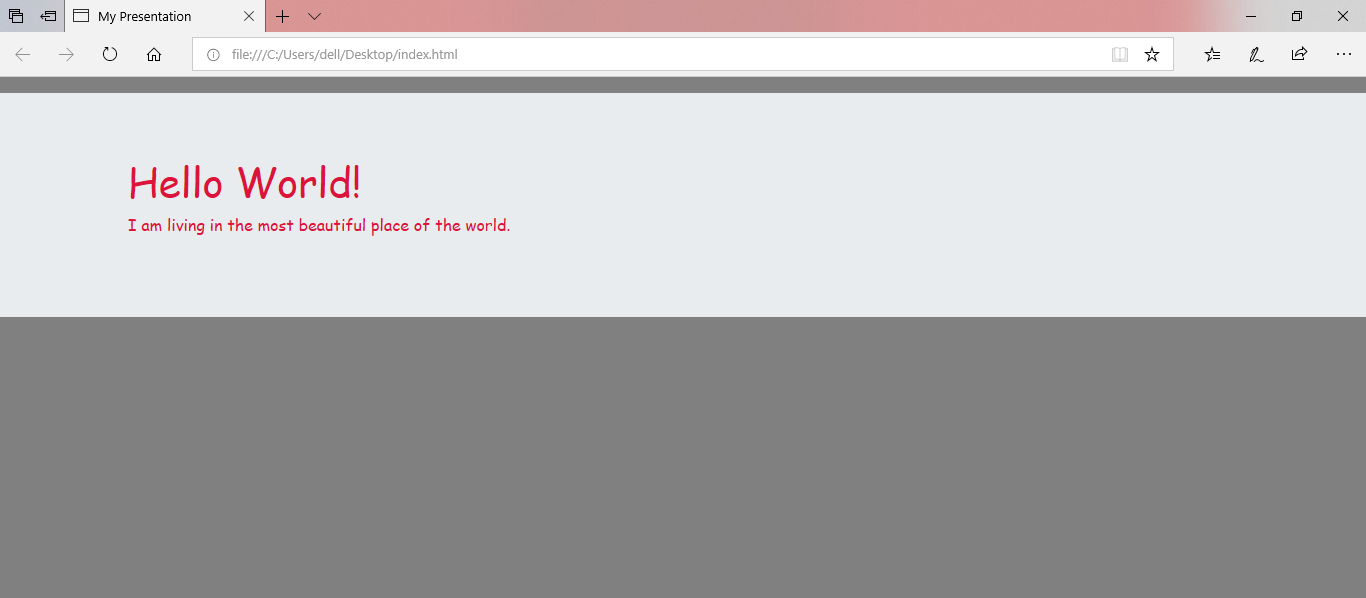 My Presentation
file:///C:/Users/dell/Desktop/index.html
Hello World!
I am living in the most beautiful place of the world.